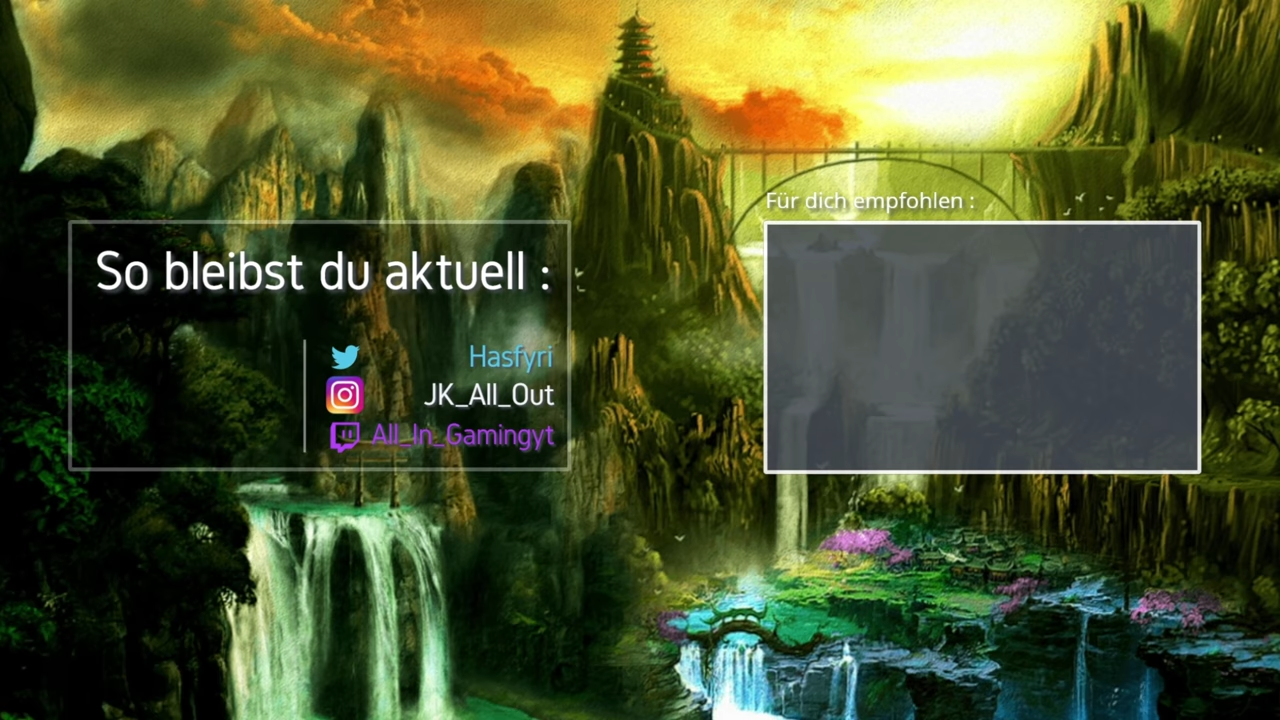 So bleibst du aktuell :
Hasfyri
JK_All_Out
All_In_Gamingyt
Für dich empfohlen :